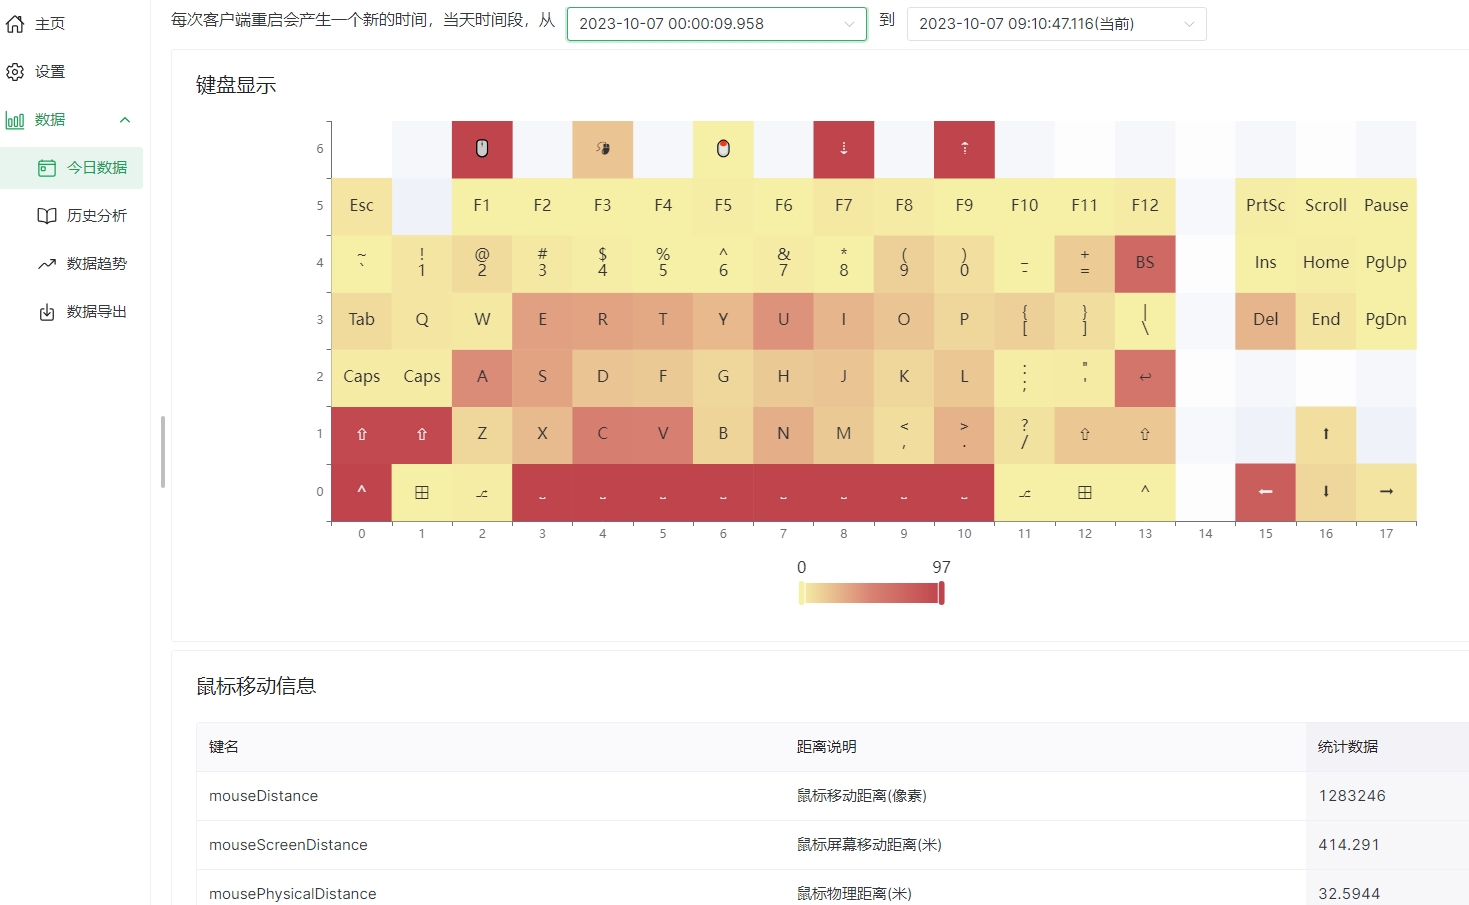 主页
设置
数据
今日数据
历史分析
数据趋势
数据导出
每次客户端重启会产生一个新的时间，当天时间段，从 2023-10-07 00:00:09.958 到 2023-10-07 09:10:47.116(当前)
键盘显示
6 ⇣ ⇡
5 Esc F1 F2 F3 F4 F5 F6 F7 F8 F9 F10 F11 F12 PrtSc Scroll Pause
~ ! @ # $ % ^ & * ( ) _ +
4 BS Ins Home PgUp
` 1 2 3 4 5 6 7 8 9 0 - =
{ } |
3 Tab Q W E R T Y U I O P Del End PgDn
[ ] \
: "
2 Caps Caps A S D F G H J K L ↩
; '
< > ?
1 ⇧ ⇧ Z X C V B N M ⇧ ⇧ ⬆
, . /
0 ^ ⊞ ⎇ ⎵ ⎵ ⎵ ⎵ ⎵ ⎵ ⎵ ⎵ ⎇ ⊞ ^ ⬅ ⬇ ➡
0 1 2 3 4 5 6 7 8 9 10 11 12 13 14 15 16 17
0 97
鼠标移动信息
键名 距离说明 统计数据
mouseDistance 鼠标移动距离(像素) 1283246
mouseScreenDistance 鼠标屏幕移动距离(米) 414.291
mousePhysicalDistance 鼠标物理距离(米) 32.5944